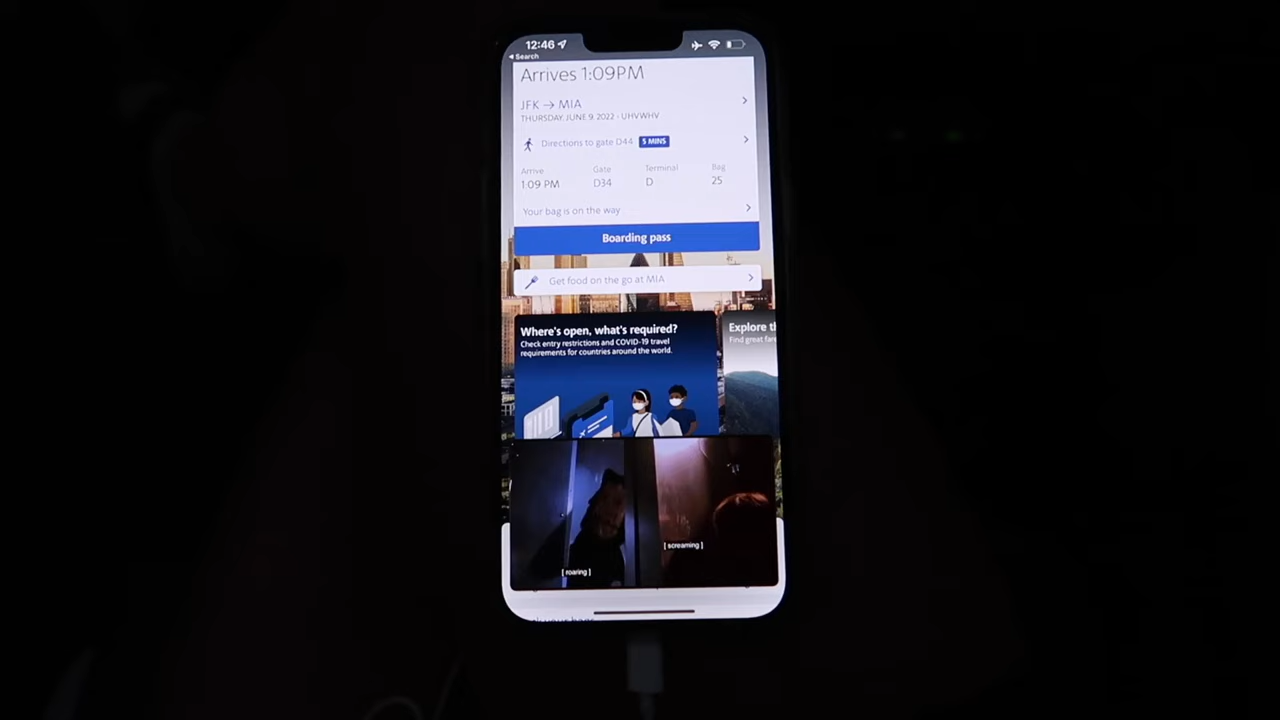 12:46
Search
Arrives 1:09PM
JFK → MIA
THURSDAY, JUNE 9, 2022 - UHVWHV
Directions to gate D44 5 MINS
Arrive Gate Terminal Bag
1:09 PM D34 D 25
Your bag is on the way
Boarding pass
Get food on the go at MIA
Where's open, what's required?
Check entry restrictions and COVID-19 travel
requirements for countries around the world.
Explore t
Find great far
[ screaming ]
[ roaring ]